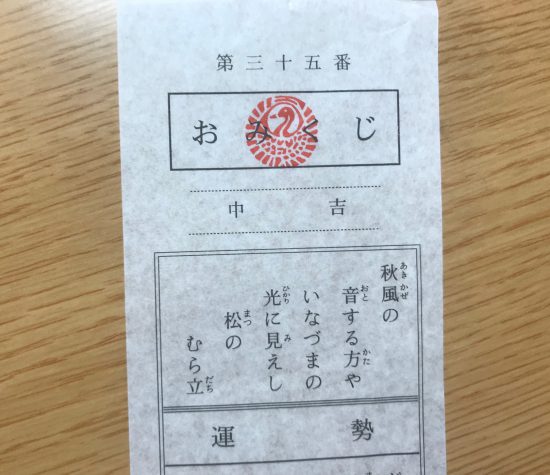 第三十五番
おみくじ
中吉
秋風の
音する方や
いなづまの
光に見えし
松の
むら立
運勢